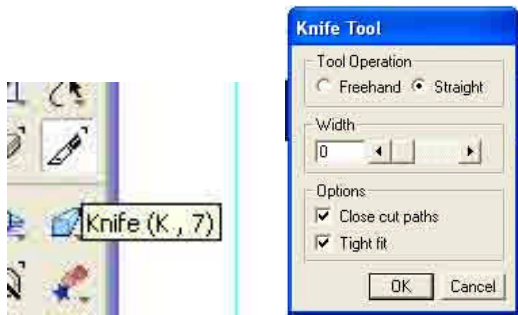 Knife (K , 7)
Knife Tool
Tool Operation
Freehand
Straight
Width
0
Options
Close cut paths
Tight fit
OK
Cancel